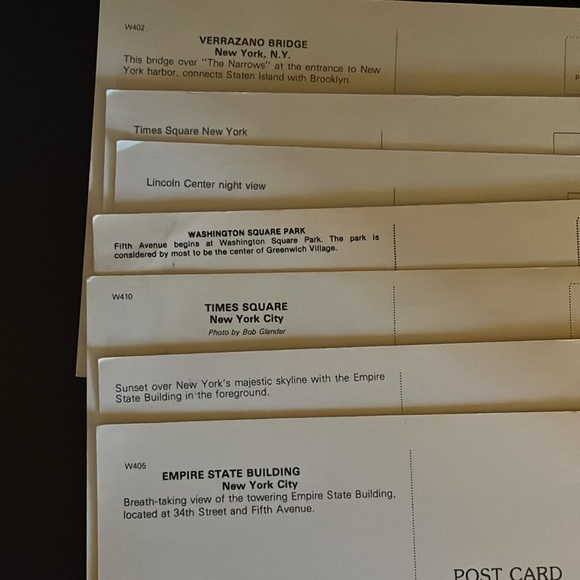 W402
VERRAZANO BRIDGE
New York, N.Y.
This bridge over "The Narrows" at the entrance to New
York harbor, connects Staten Island with Brooklyn
Times Square New York
Lincoln Center night view
WASHINGTON SQUARE PARK
Fifth Avenue begins at Washington Square Park. The park is
considered by most to be the center of Greenwich Village.
W410
TIMES SQUARE
New York City
Photo by Bob Glander
Sunset over New York's majestic skyline with the Empire
State Building in the foreground.
W405
EMPIRE STATE BUILDING
New York City
Breath-taking view of the towering Empire State Building,
located at 34th Street and Fifth Avenue.
POST CARD